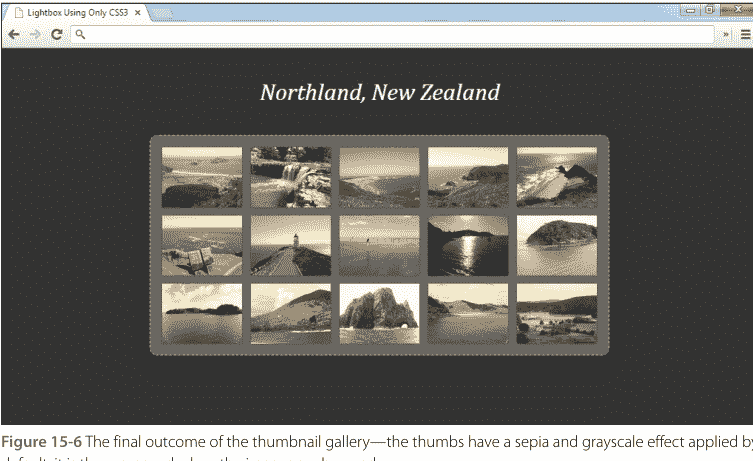 Lightbox Using Only CSS3
Northland, New Zealand
Figure 15-6 The final outcome of the thumbnail gallery—the thumbs have a sepia and grayscale effect applied by